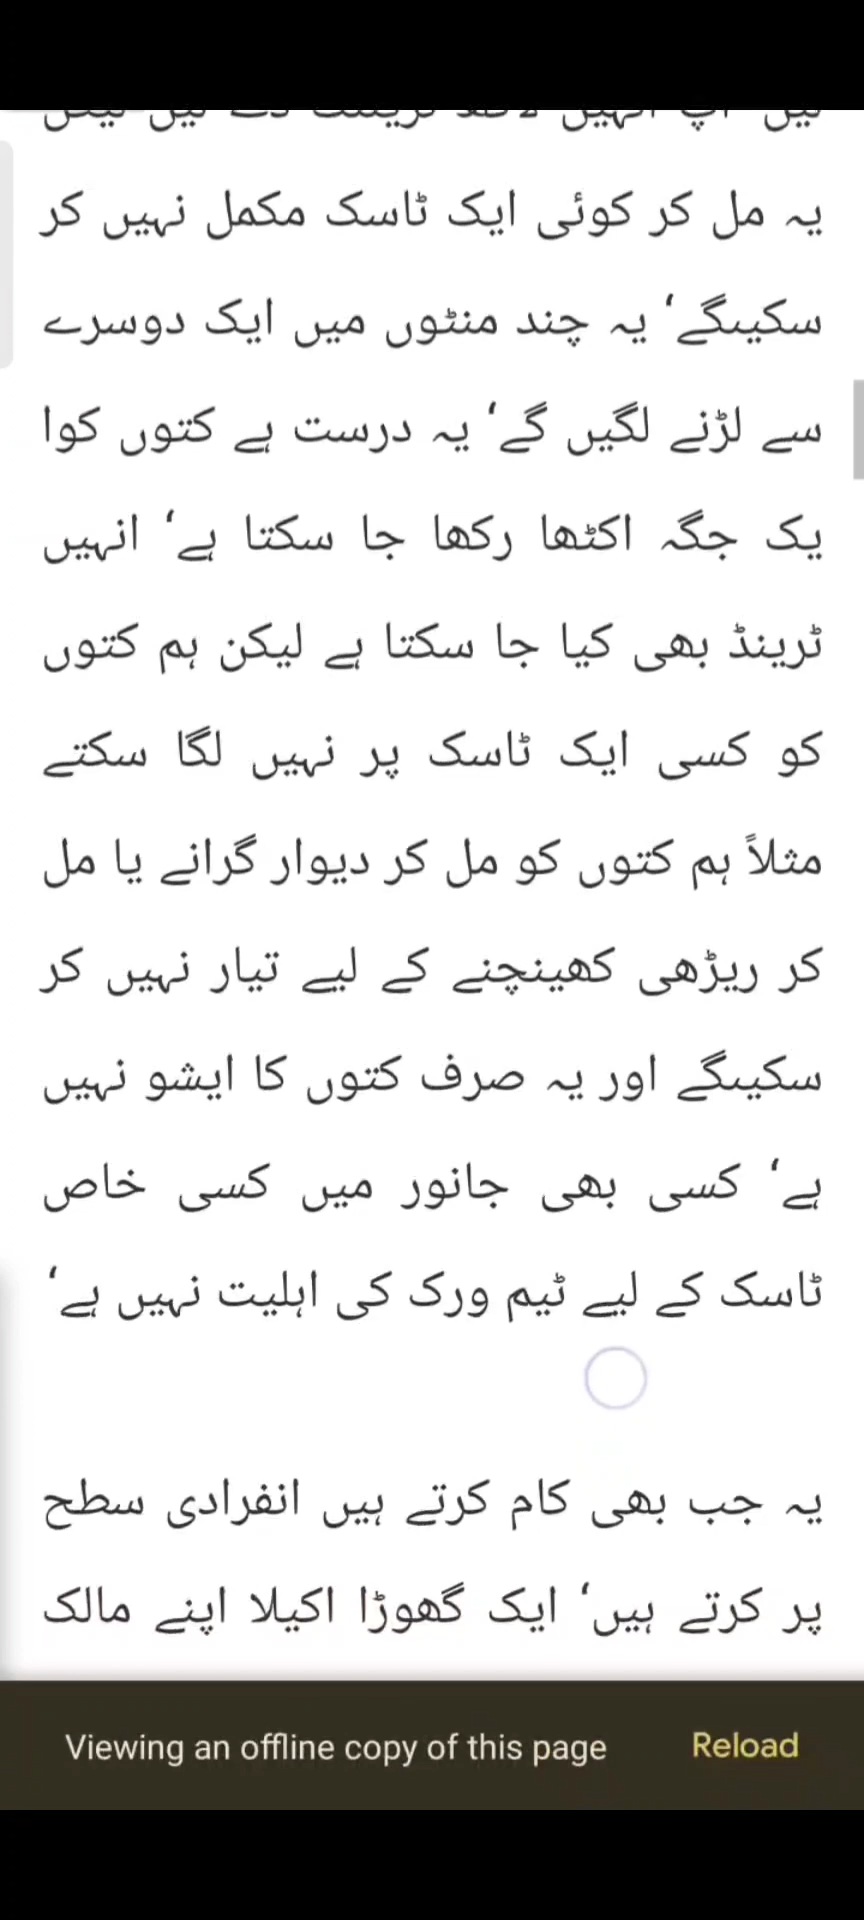 یہ مل کر کوئی ایک ٹاسک مکمل نہیں کر
سکیںگے‘ یہ چند منٹوں میں ایک دوسرے
سے لڑنے لگیں گے‘ یہ درست ہے کتوں کوا
یک جگہ اکٹھا رکھا جا سکتا ہے‘ انہیں
ٹرینڈ بھی کیا جا سکتا ہے لیکن ہم کتوں
کو کسی ایک ٹاسک پر نہیں لگا سکتے
مثلاً ہم کتوں کو مل کر دیوار گرانے یا مل
کر ریڑھی کھینچنے کے لیے تیار نہیں کر
سکیںگے اور یہ صرف کتوں کا ایشو نہیں
ہے‘ کسی بھی جانور میں کسی خاص
ٹاسک کے لیے ٹیم ورک کی اہلیت نہیں ہے‘
یہ جب بھی کام کرتے ہیں انفرادی سطح
پر کرتے ہیں‘ ایک گھوڑا اکیلا اپنے مالک
Viewing an offline copy of this page
Reload